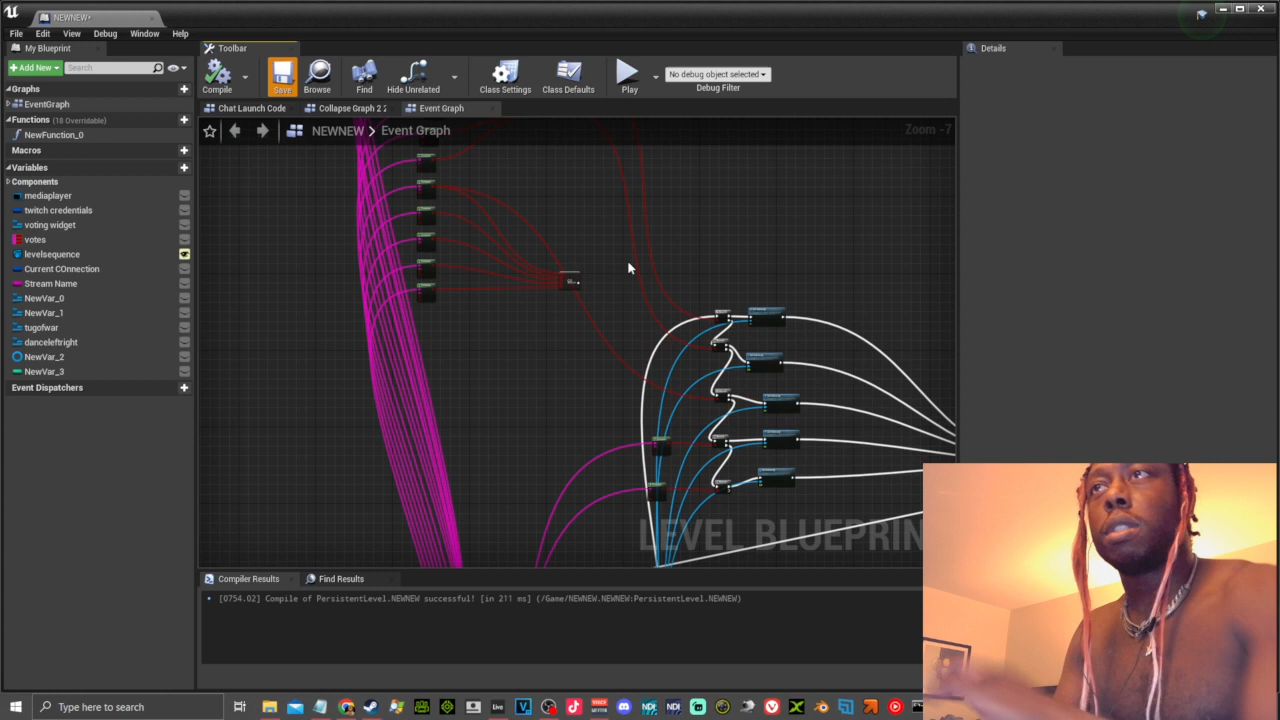 NEWNEW*
File Edit View Debug Window Help
My Blueprint
Toolbar
Details
Add New
Search
Compile
Save
Browse
Find
Hide Unrelated
Class Settings
Class Defaults
Play
No debug object selected
Debug Filter
Graphs
EventGraph
Functions (18 Overridable)
NewFunction_0
Macros
Variables
Components
mediaplayer
twitch credentials
voting widget
votes
levelsequence
Current COnnection
Stream Name
NewVar_0
NewVar_1
tugofwar
danceleftright
NewVar_2
NewVar_3
Event Dispatchers
Chat Launch Code
Collapse Graph 2 2
Event Graph
NEWNEW > Event Graph
Zoom -7
LEVEL BLUEPRIN
Compiler Results
Find Results
[0754.02] Compile of PersistentLevel.NEWNEW successful! [in 211 ms] (/Game/NEWNEW.NEWNEW:PersistentLevel.NEWNEW)
Type here to search